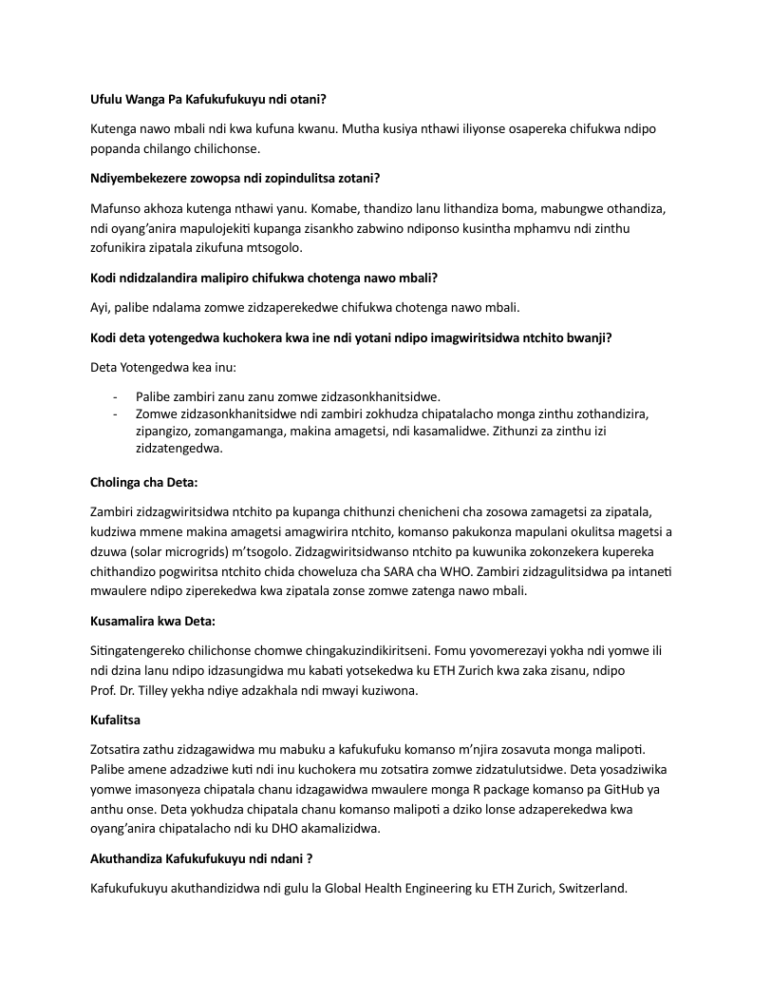 Ufulu Wanga Pa Kafukufukuyu ndi otani?
Kutenga nawo mbali ndi kwa kufuna kwanu. Mutha kusiya nthawi iliyonse osapereka chifukwa ndipo
popanda chilango chilichonse.
Ndiyembekezere zowopsa ndi zopindulitsa zotani?
Mafunso akhoza kutenga nthawi yanu. Komabe, thandizo lanu lithandiza boma, mabungwe othandiza,
ndi oyang’anira mapulojekiti kupanga zisankho zabwino ndiponso kusintha mphamvu ndi zinthu
zofunikira zipatala zikufuna mtsogolo.
Kodi ndidzalandira malipiro chifukwa chotenga nawo mbali?
Ayi, palibe ndalama zomwe zidzaperekedwe chifukwa chotenga nawo mbali.
Kodi deta yotengedwa kuchokera kwa ine ndi yotani ndipo imagwiritsidwa ntchito bwanji?
Deta Yotengedwa kea inu:
- Palibe zambiri zanu zanu zomwe zidzasonkhanitsidwe.
- Zomwe zidzasonkhanitsidwe ndi zambiri zokhudza chipatalacho monga zinthu zothandizira,
zipangizo, zomangamanga, makina amagetsi, ndi kasamalidwe. Zithunzi za zinthu izi
zidzatengedwa.
Cholinga cha Deta:
Zambiri zidzagwiritsidwa ntchito pa kupanga chithunzi chenicheni cha zosowa zamagetsi za zipatala,
kudziwa mmene makina amagetsi amagwirira ntchito, komanso pakukonza mapulani okulitsa magetsi a
dzuwa (solar microgrids) m’tsogolo. Zidzagwiritsidwanso ntchito pa kuwunika zokonzekera kupereka
chithandizo pogwiritsa ntchito chida choweluza cha SARA cha WHO. Zambiri zidzagulitsidwa pa intaneti
mwaulere ndipo ziperekedwa kwa zipatala zonse zomwe zatenga nawo mbali.
Kusamalira kwa Deta:
Sitingatengereko chilichonse chomwe chingakuzindikiritseni. Fomu yovomerezayi yokha ndi yomwe ili
ndi dzina lanu ndipo idzasungidwa mu kabati yotsekedwa ku ETH Zurich kwa zaka zisanu, ndipo
Prof. Dr. Tilley yekha ndiye adzakhala ndi mwayi kuziwona.
Kufalitsa
Zotsatira zathu zidzagawidwa mu mabuku a kafukufuku komanso m’njira zosavuta monga malipoti.
Palibe amene adzadziwe kuti ndi inu kuchokera mu zotsatira zomwe zidzatulutsidwe. Deta yosadziwika
yomwe imasonyeza chipatala chanu idzagawidwa mwaulere monga R package komanso pa GitHub ya
anthu onse. Deta yokhudza chipatala chanu komanso malipoti a dziko lonse adzaperekedwa kwa
oyang’anira chipatalacho ndi ku DHO akamalizidwa.
Akuthandiza Kafukufukuyu ndi ndani ?
Kafukufukuyu akuthandizidwa ndi gulu la Global Health Engineering ku ETH Zurich, Switzerland.